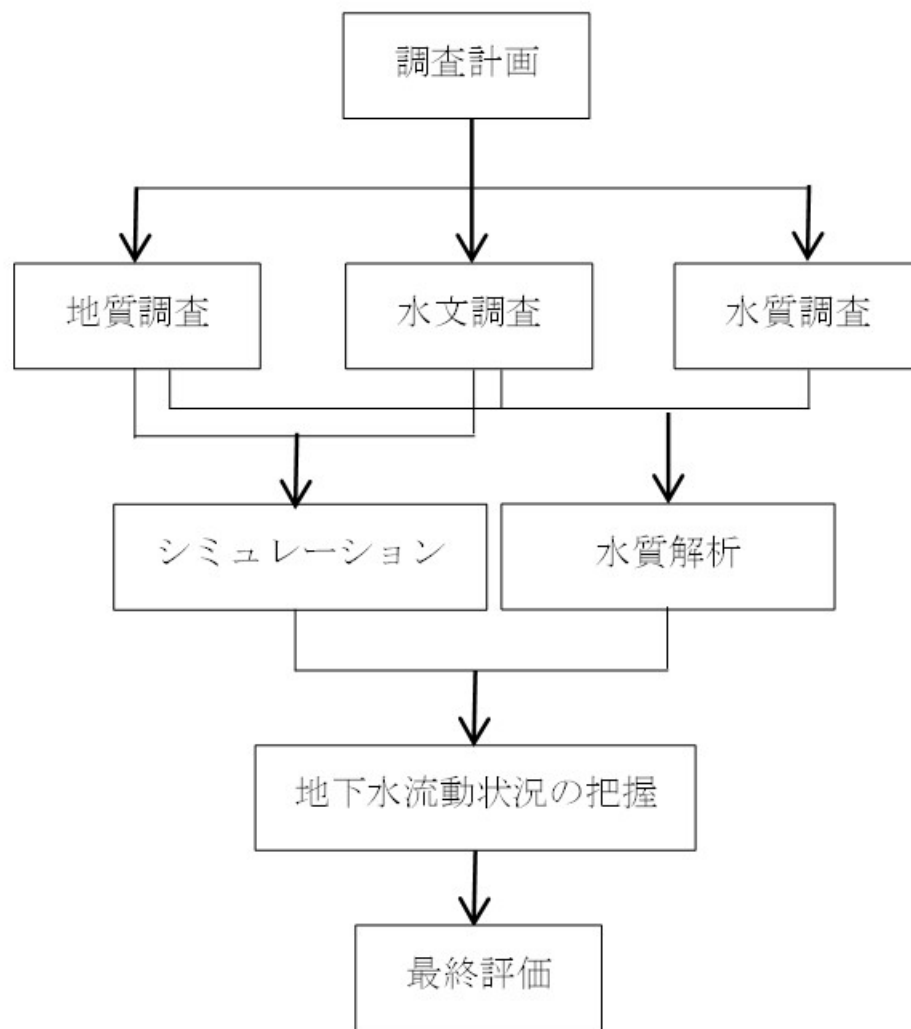 調査計画
地質調査
水文調査
水質調査
シミュレーション
水質解析
地下水流動状況の把握
最終評価